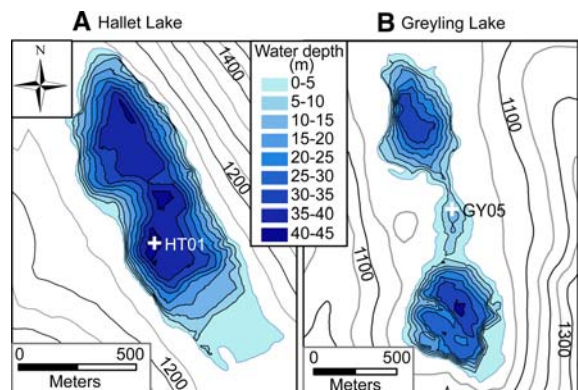 A Hallet Lake
B Greyling Lake
N
Water depth
(m)
0-5
5-10
10-15
15-20
20-25
25-30
30-35
35-40
40-45
1400
1200
HT01
0 500
Meters
1200
1100
1100
GY05
1100
1300
0 500
Meters